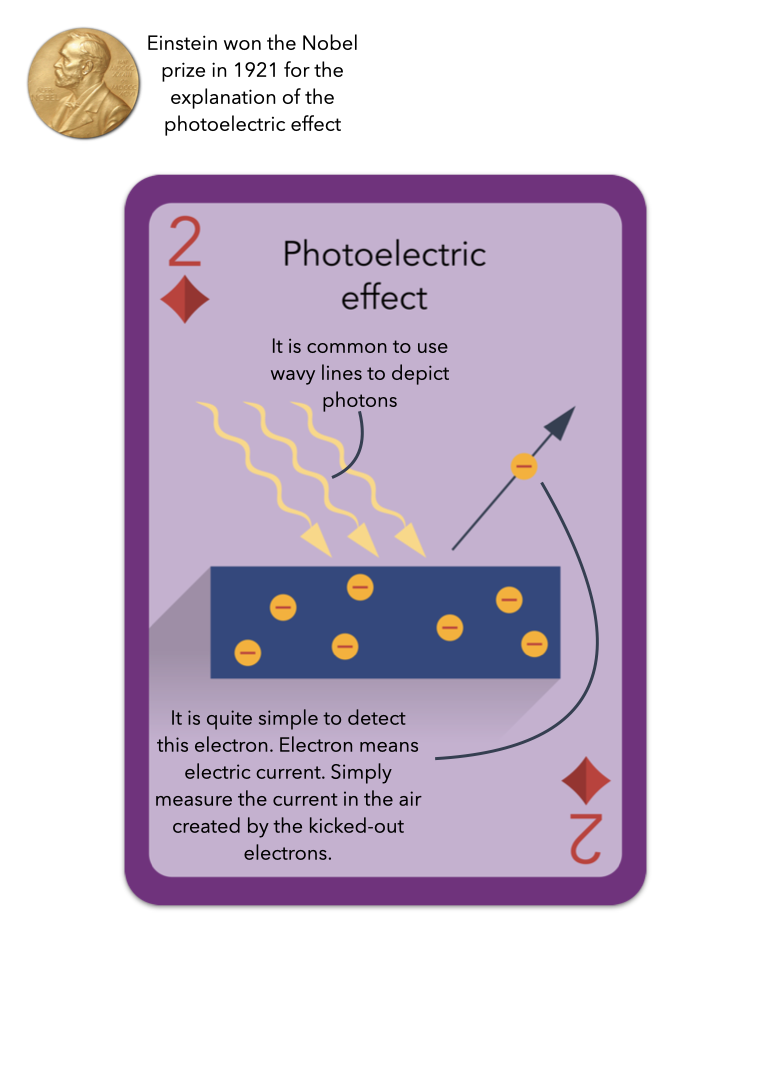 Einstein won the Nobel
prize in 1921 for the
explanation of the
photoelectric effect
2
Photoelectric
effect
It is common to use
wavy lines to depict
photons
It is quite simple to detect
this electron. Electron means
electric current. Simply
measure the current in the air
created by the kicked-out
electrons.
2